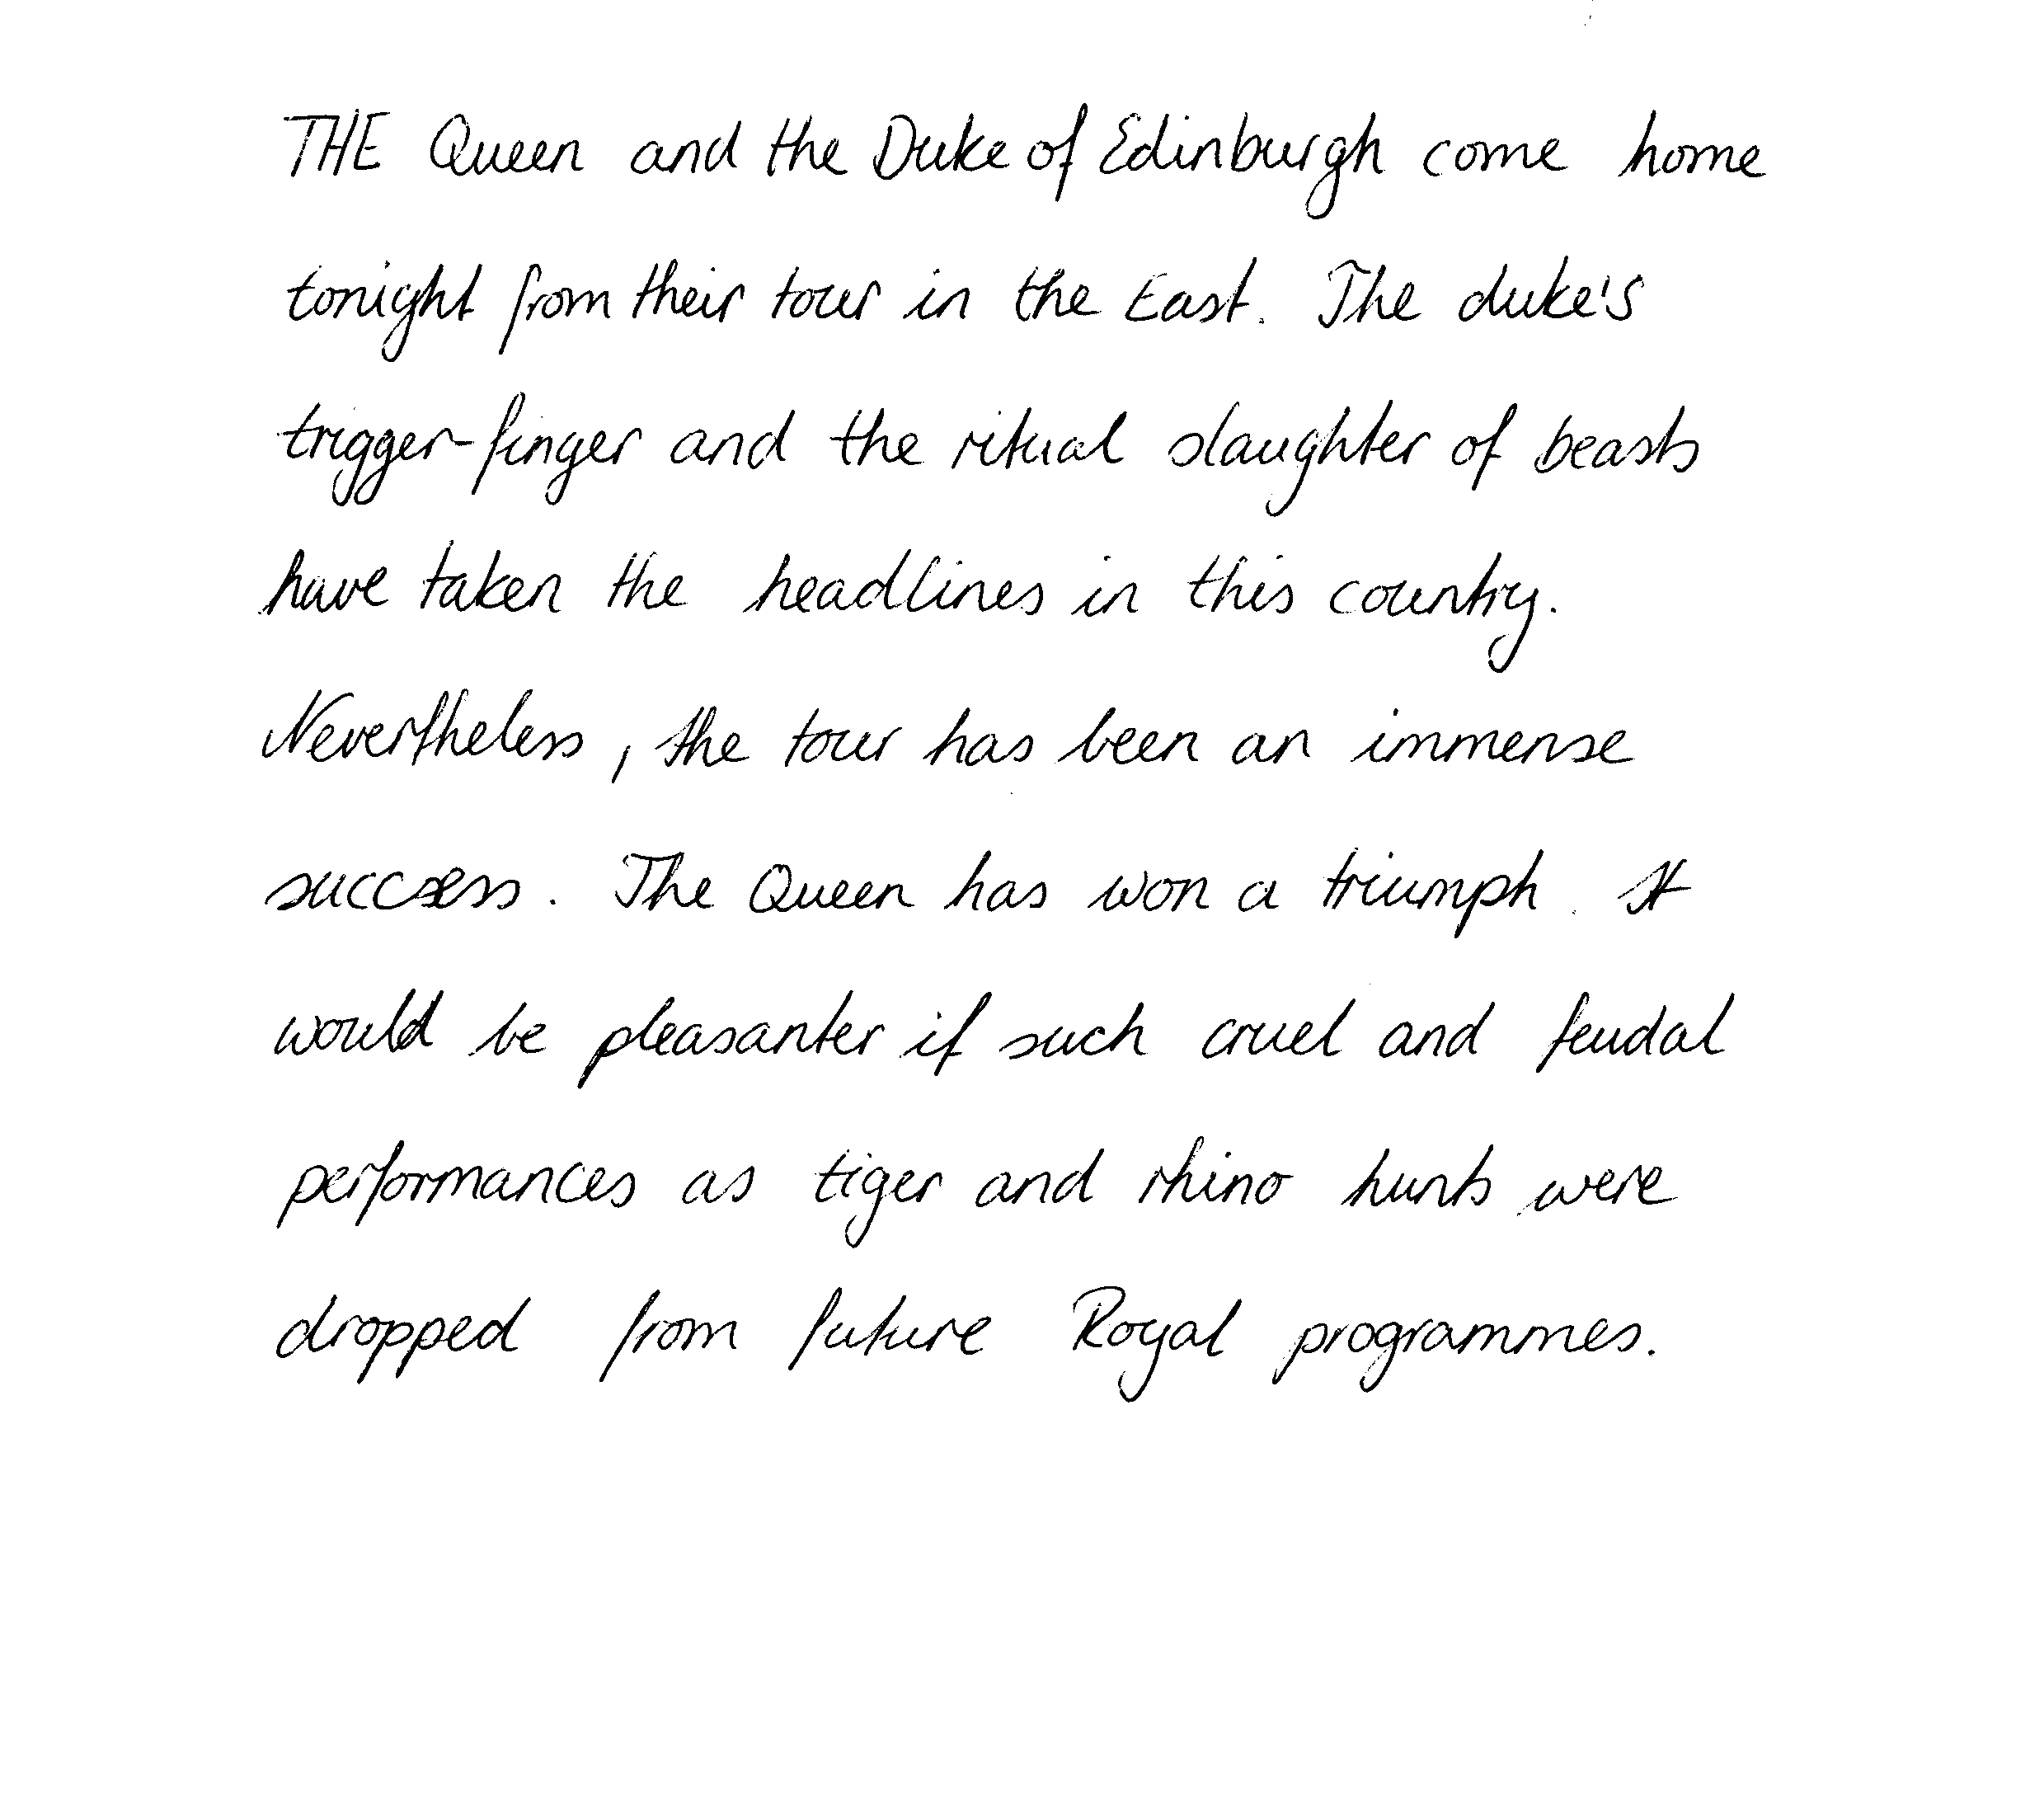 THE Queen and the Duke of Edinburgh come home
tonight from their tour in the East. The duke's
trigger-finger and the ritual slaughter of beasts
have taken the headlines in this country.
Nevertheless, the tour has been an immense
success. The Queen has won a triumph. It
would be pleasanter if such cruel and feudal
performances as tiger and rhino hunts were
dropped from future Royal programmes.